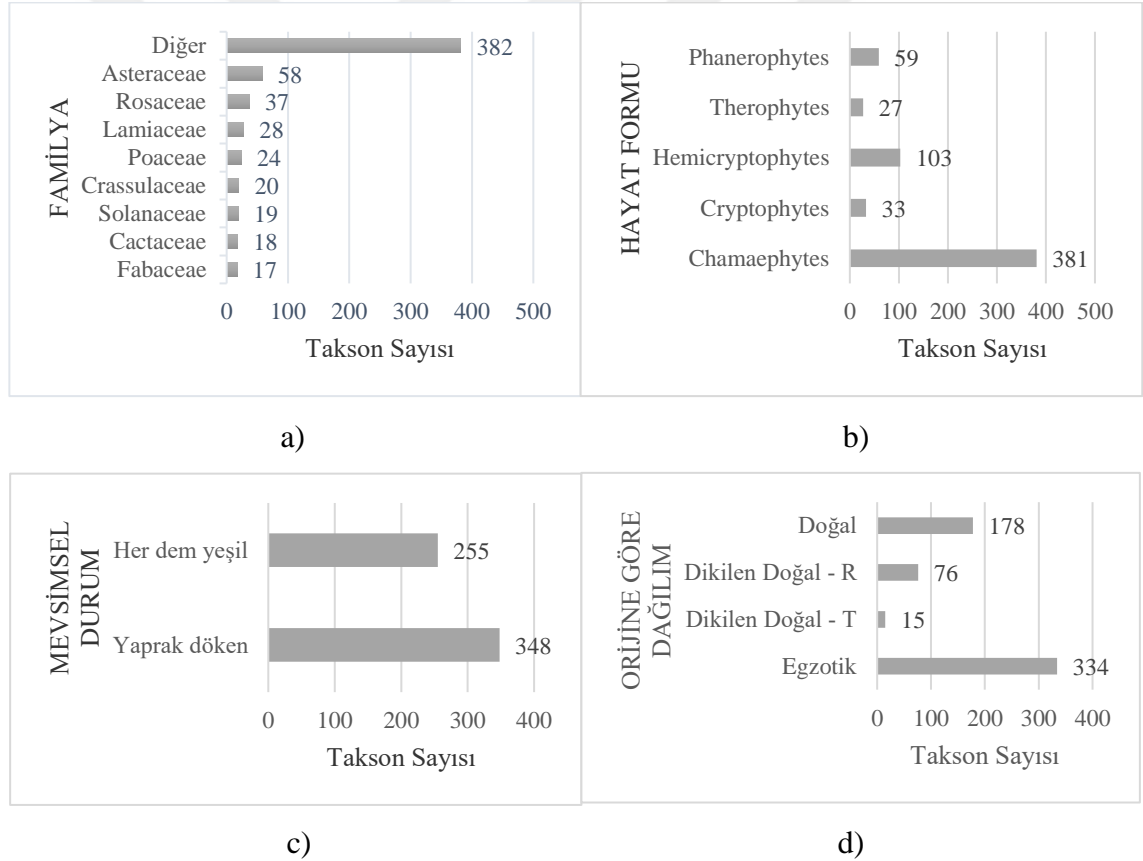 FAMİLYA
Diğer 382
Asteraceae 58
Rosaceae 37
Lamiaceae 28
Poaceae 24
Crassulaceae 20
Solanaceae 19
Cactaceae 18
Fabaceae 17
0 100 200 300 400 500
Takson Sayısı
a)
HAYAT FORMU
Phanerophytes 59
Therophytes 27
Hemicryptophytes 103
Cryptophytes 33
Chamaephytes 381
0 100 200 300 400 500
Takson Sayısı
b)
MEVSİMSEL
DURUM
Her dem yeşil 255
Yaprak döken 348
0 100 200 300 400
Takson Sayısı
c)
ORİJİNE GÖRE
DAĞILIM
Doğal 178
Dikilen Doğal - R 76
Dikilen Doğal - T 15
Egzotik 334
0 100 200 300 400
Takson Sayısı
d)